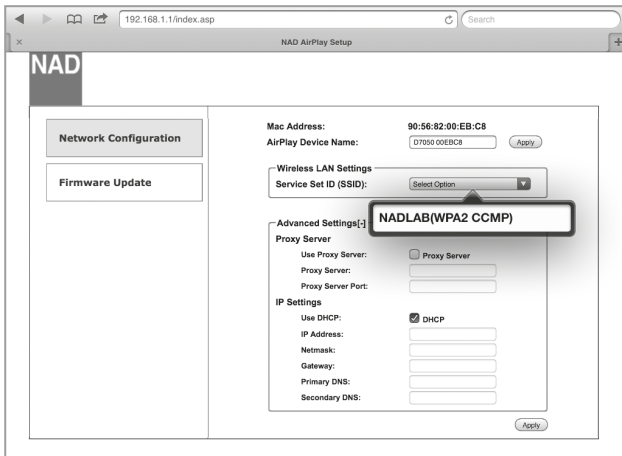 192.168.1.1/index.asp
Search
NAD AirPlay Setup
NAD
Network Configuration
Firmware Update
Mac Address: 90:56:82:00:EB:C8
AirPlay Device Name: D7050 00EBC8 Apply
Wireless LAN Settings
Service Set ID (SSID): Select Option
NADLAB(WPA2 CCMP)
Advanced Settings[-]
Proxy Server
Use Proxy Server: Proxy Server
Proxy Server:
Proxy Server Port:
IP Settings
Use DHCP: DHCP
IP Address:
Netmask:
Gateway:
Primary DNS:
Secondary DNS:
Apply